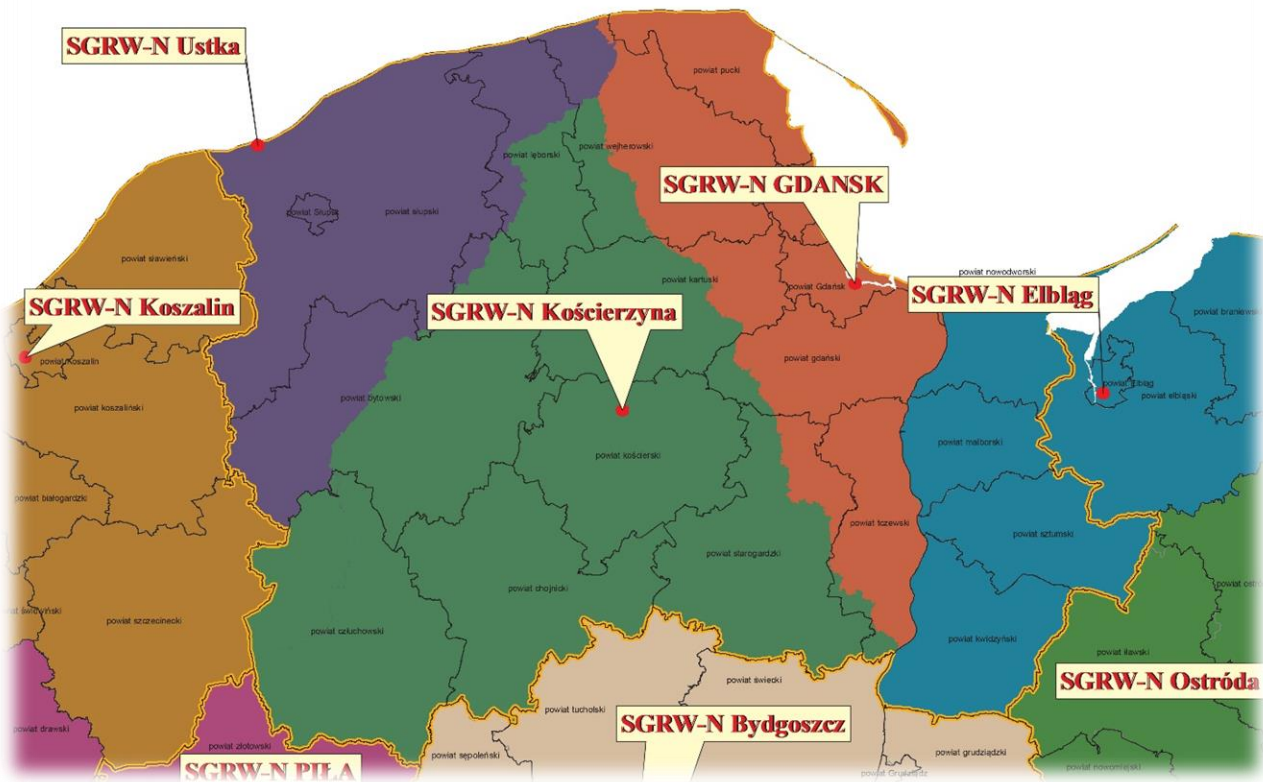 SGRW-N Ustka
powiat pucki
powiat lęborski
powiat wejherowski
SGRW-N GDANSK
powiat Słupsk
powiat słupski
powiat sławieński
powiat kartuski
powiat Gdańsk
powiat nowodworski
SGRW-N Koszalin
SGRW-N Kościerzyna
SGRW-N Elbląg
powiat braniewski
powiat Koszalin
powiat gdański
powiat Elbląg
powiat koszaliński
powiat bytowski
powiat elbląski
powiat malborski
powiat kościerski
powiat białogardzki
powiat tczewski
powiat sztumski
powiat starogardzki
powiat chojnicki
powiat szczecinecki
powiat człuchowski
powiat kwidzyński
powiat iławski
powiat świecki
SGRW-N Ostróda
powiat tucholski
SGRW-N Bydgoszcz
powiat drawski
powiat złotowski
powiat sępoleński
powiat grudziądzki
SGRW-N PIŁA
powiat Grudziądz
powiat nowomiejski